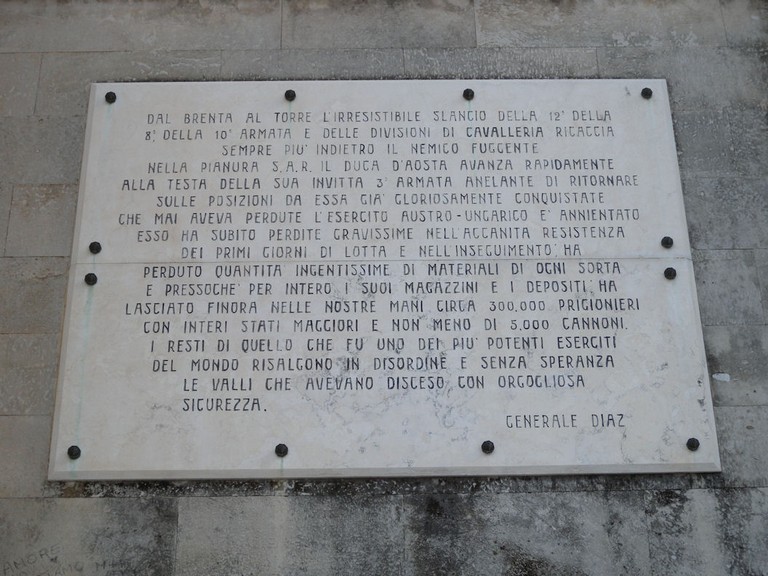 DAL BRENTA AL TORRE L'IRRESISTIBILE SLANCIO DELLA 12ª DELLA
8ª DELLA 10ª ARMATA E DELLE DIVISIONI DI CAVALLERIA RICACCIA
SEMPRE PIU' INDIETRO IL NEMICO FUGGENTE
NELLA PIANURA S.A.R. IL DUCA D'AOSTA AVANZA RAPIDAMENTE
ALLA TESTA DELLA SUA INVITTA 3ª ARMATA ANELANTE DI RITORNARE
SULLE POSIZIONI DA ESSA GIA' GLORIOSAMENTE CONQUISTATE
CHE MAI AVEVA PERDUTE L'ESERCITO AUSTRO-UNGARICO E' ANNIENTATO
ESSO HA SUBITO PERDITE GRAVISSIME NELL'ACCANITA RESISTENZA
DEI PRIMI GIORNI DI LOTTA E NELL'INSEGUIMENTO; HA
PERDUTO QUANTITA' INGENTISSIME DI MATERIALI DI OGNI SORTA
E PRESSOCHE' PER INTERO I SUOI MAGAZZINI E I DEPOSITI; HA
LASCIATO FINORA NELLE NOSTRE MANI CIRCA 300.000 PRIGIONIERI
CON INTERI STATI MAGGIORI E NON MENO DI 5.000 CANNONI.
I RESTI DI QUELLO CHE FU UNO DEI PIU' POTENTI ESERCITI
DEL MONDO RISALGONO IN DISORDINE E SENZA SPERANZA
LE VALLI CHE AVEVANO DISCESO CON ORGOGLIOSA
SICUREZZA.
GENERALE DIAZ
AMORE